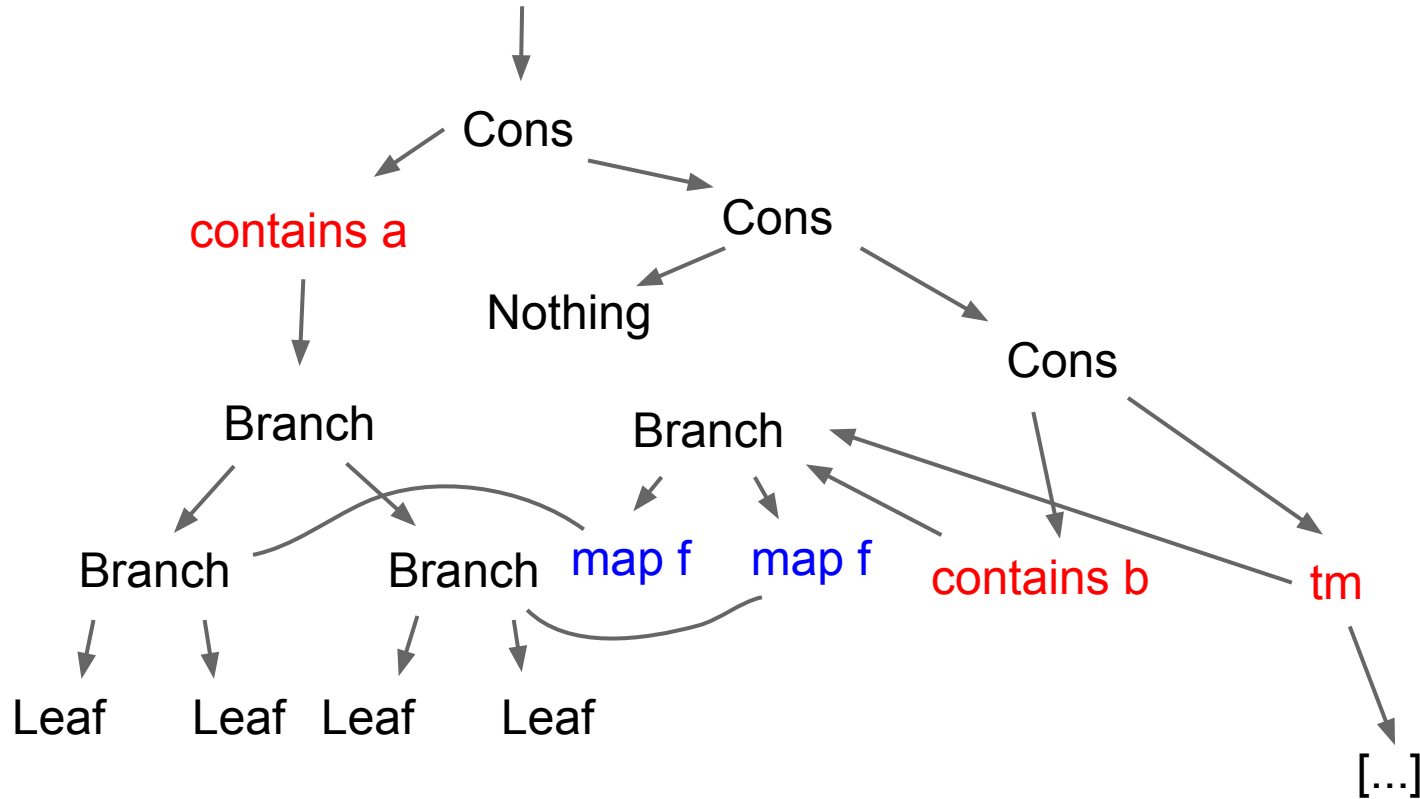 Cons
contains a
Cons
Nothing
Cons
Branch
Branch
Branch
Branch
map f
map f
contains b
tm
Leaf
Leaf
Leaf
Leaf
[...]